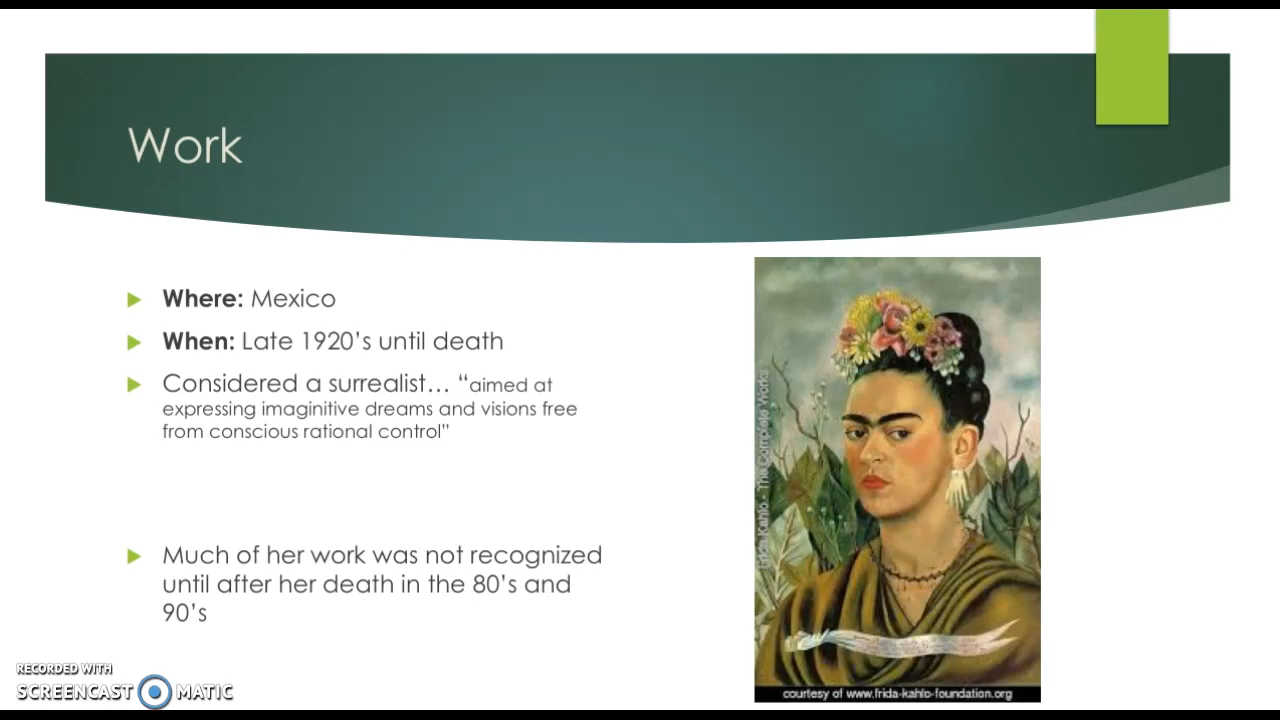 Work
Where: Mexico
When: Late 1920's until death
Considered a surrealist… “aimed at
expressing imaginitive dreams and visions free
from conscious rational control”
Much of her work was not recognized
until after her death in the 80's and
90's
Frida Kahlo - The Complete Works
courtesy of www.frida-kahlo-foundation.org
RECORDED WITH
SCREENCAST MATIC